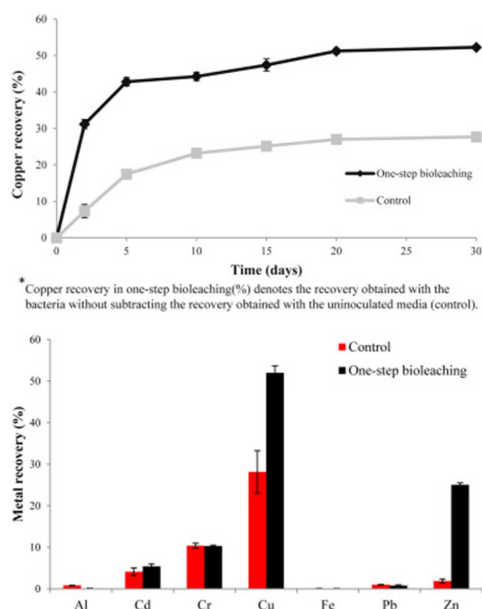 60
50
40
30
20
10
0
Copper recovery (%)
One-step bioleaching
Control
0 5 10 15 20 25 30
Time (days)
*Copper recovery in one-step bioleaching(%) denotes the recovery obtained with the
bacteria without subtracting the recovery obtained with the uninoculated media (control).
60
50
40
30
20
10
0
Metal recovery (%)
Control
One-step bioleaching
Al Cd Cr Cu Fe Pb Zn